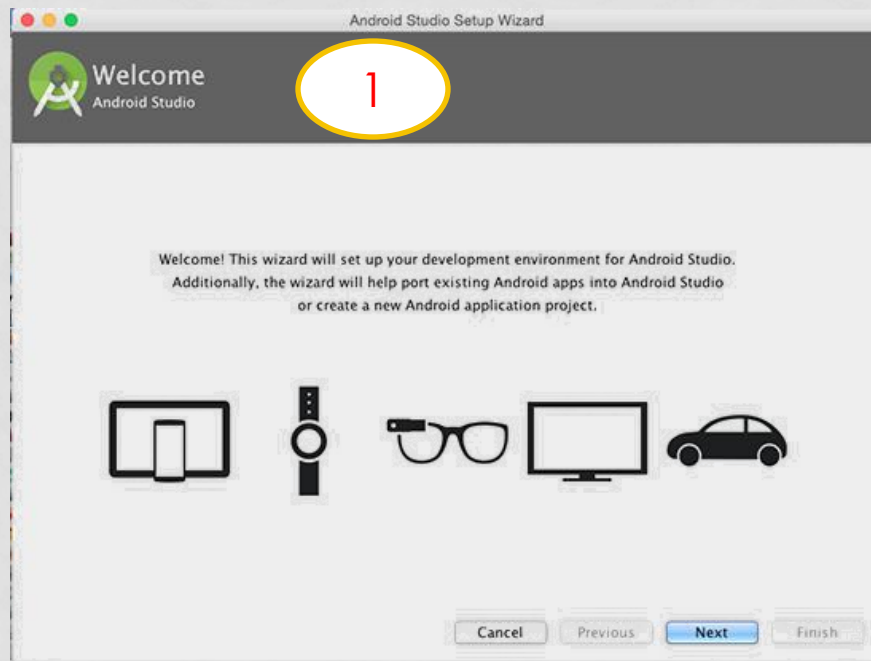 Android Studio Setup Wizard
Welcome
Android Studio
1
Welcome! This wizard will set up your development environment for Android Studio.
Additionally, the wizard will help port existing Android apps into Android Studio
or create a new Android application project.
Cancel Previous Next Finish